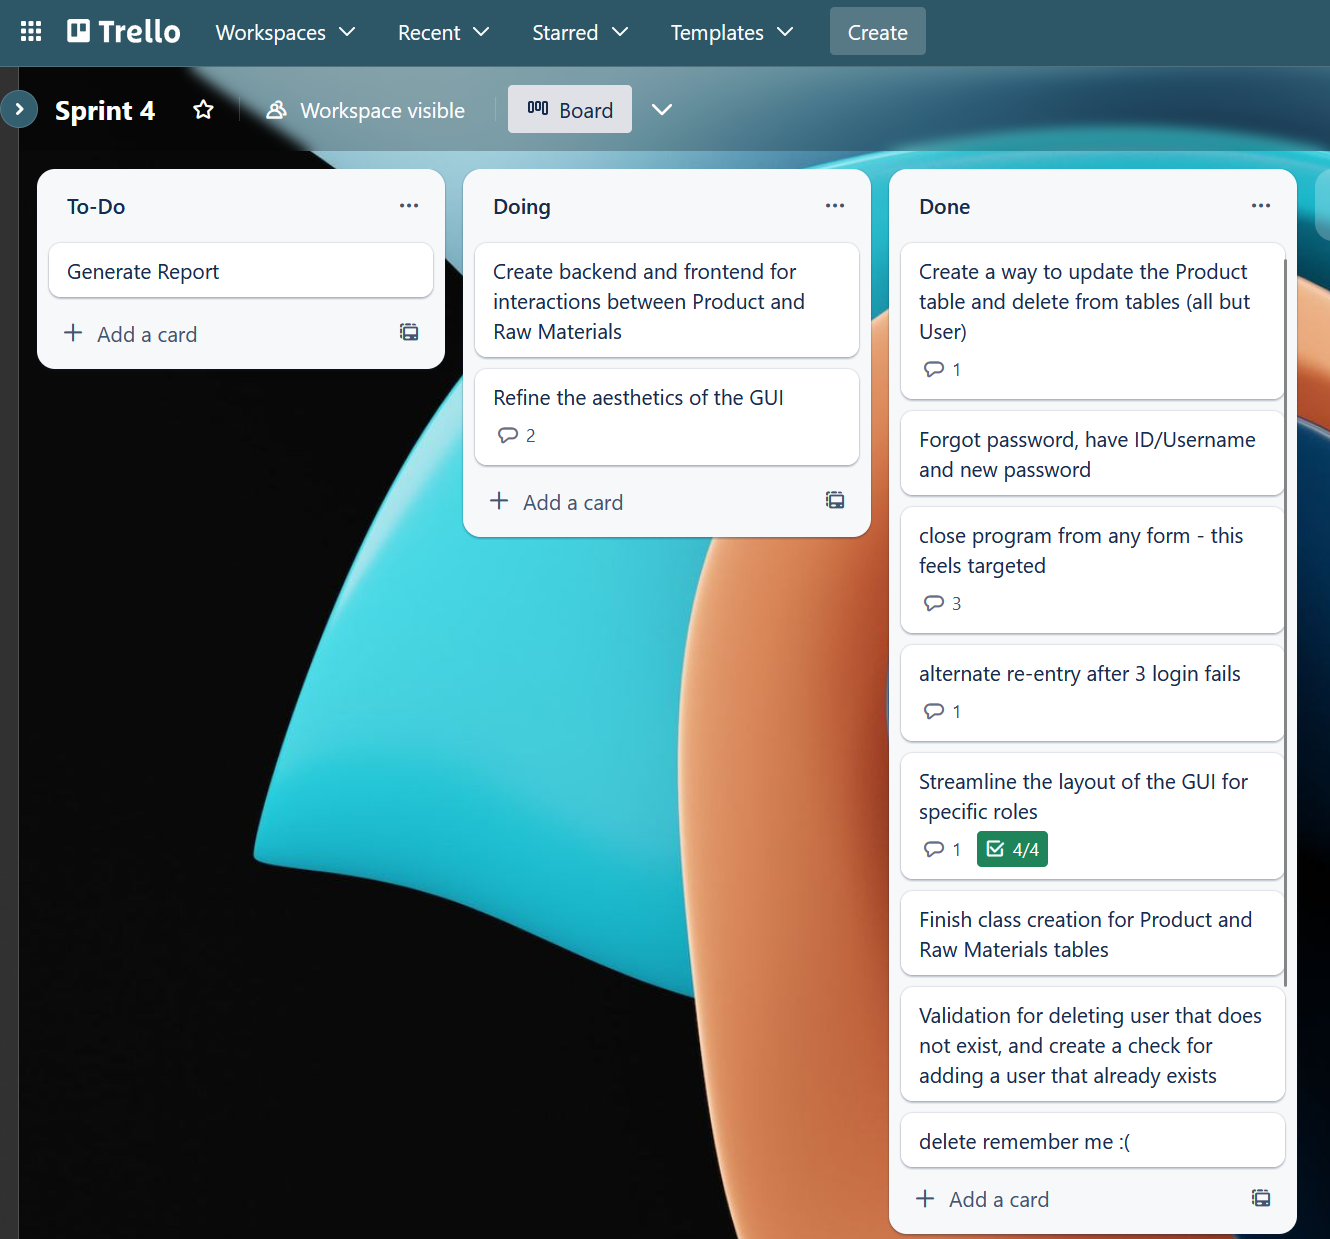 Trello
Workspaces
Recent
Starred
Templates
Create
Sprint 4
Workspace visible
Board
To-Do
Generate Report
Add a card
Doing
Create backend and frontend for
interactions between Product and
Raw Materials
Refine the aesthetics of the GUI
2
Add a card
Done
Create a way to update the Product
table and delete from tables (all but
User)
1
Forgot password, have ID/Username
and new password
close program from any form - this
feels targeted
3
alternate re-entry after 3 login fails
1
Streamline the layout of the GUI for
specific roles
1 4/4
Finish class creation for Product and
Raw Materials tables
Validation for deleting user that does
not exist, and create a check for
adding a user that already exists
delete remember me :(
Add a card